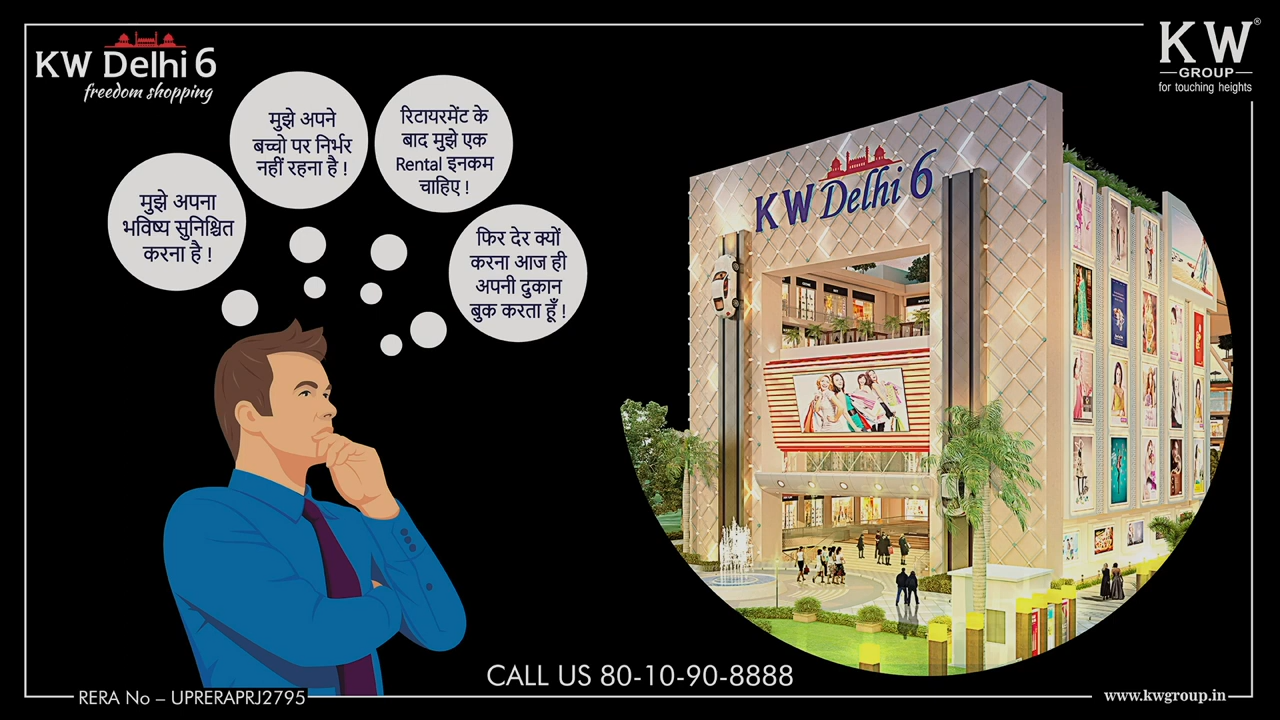 KW Delhi 6
freedom shopping
KW®
GROUP
for touching heights
मुझे अपना
भविष्य सुनिश्चित
करना है !
मुझे अपने
बच्चो पर निर्भर
नहीं रहना है !
रिटायरमेंट के
बाद मुझे एक
Rental इनकम
चाहिए !
फिर देर क्यों
करना आज ही
अपनी दुकान
बुक करता हूँ !
KW Delhi 6
CALL US 80-10-90-8888
RERA No – UPRERAPRJ2795
www.kwgroup.in